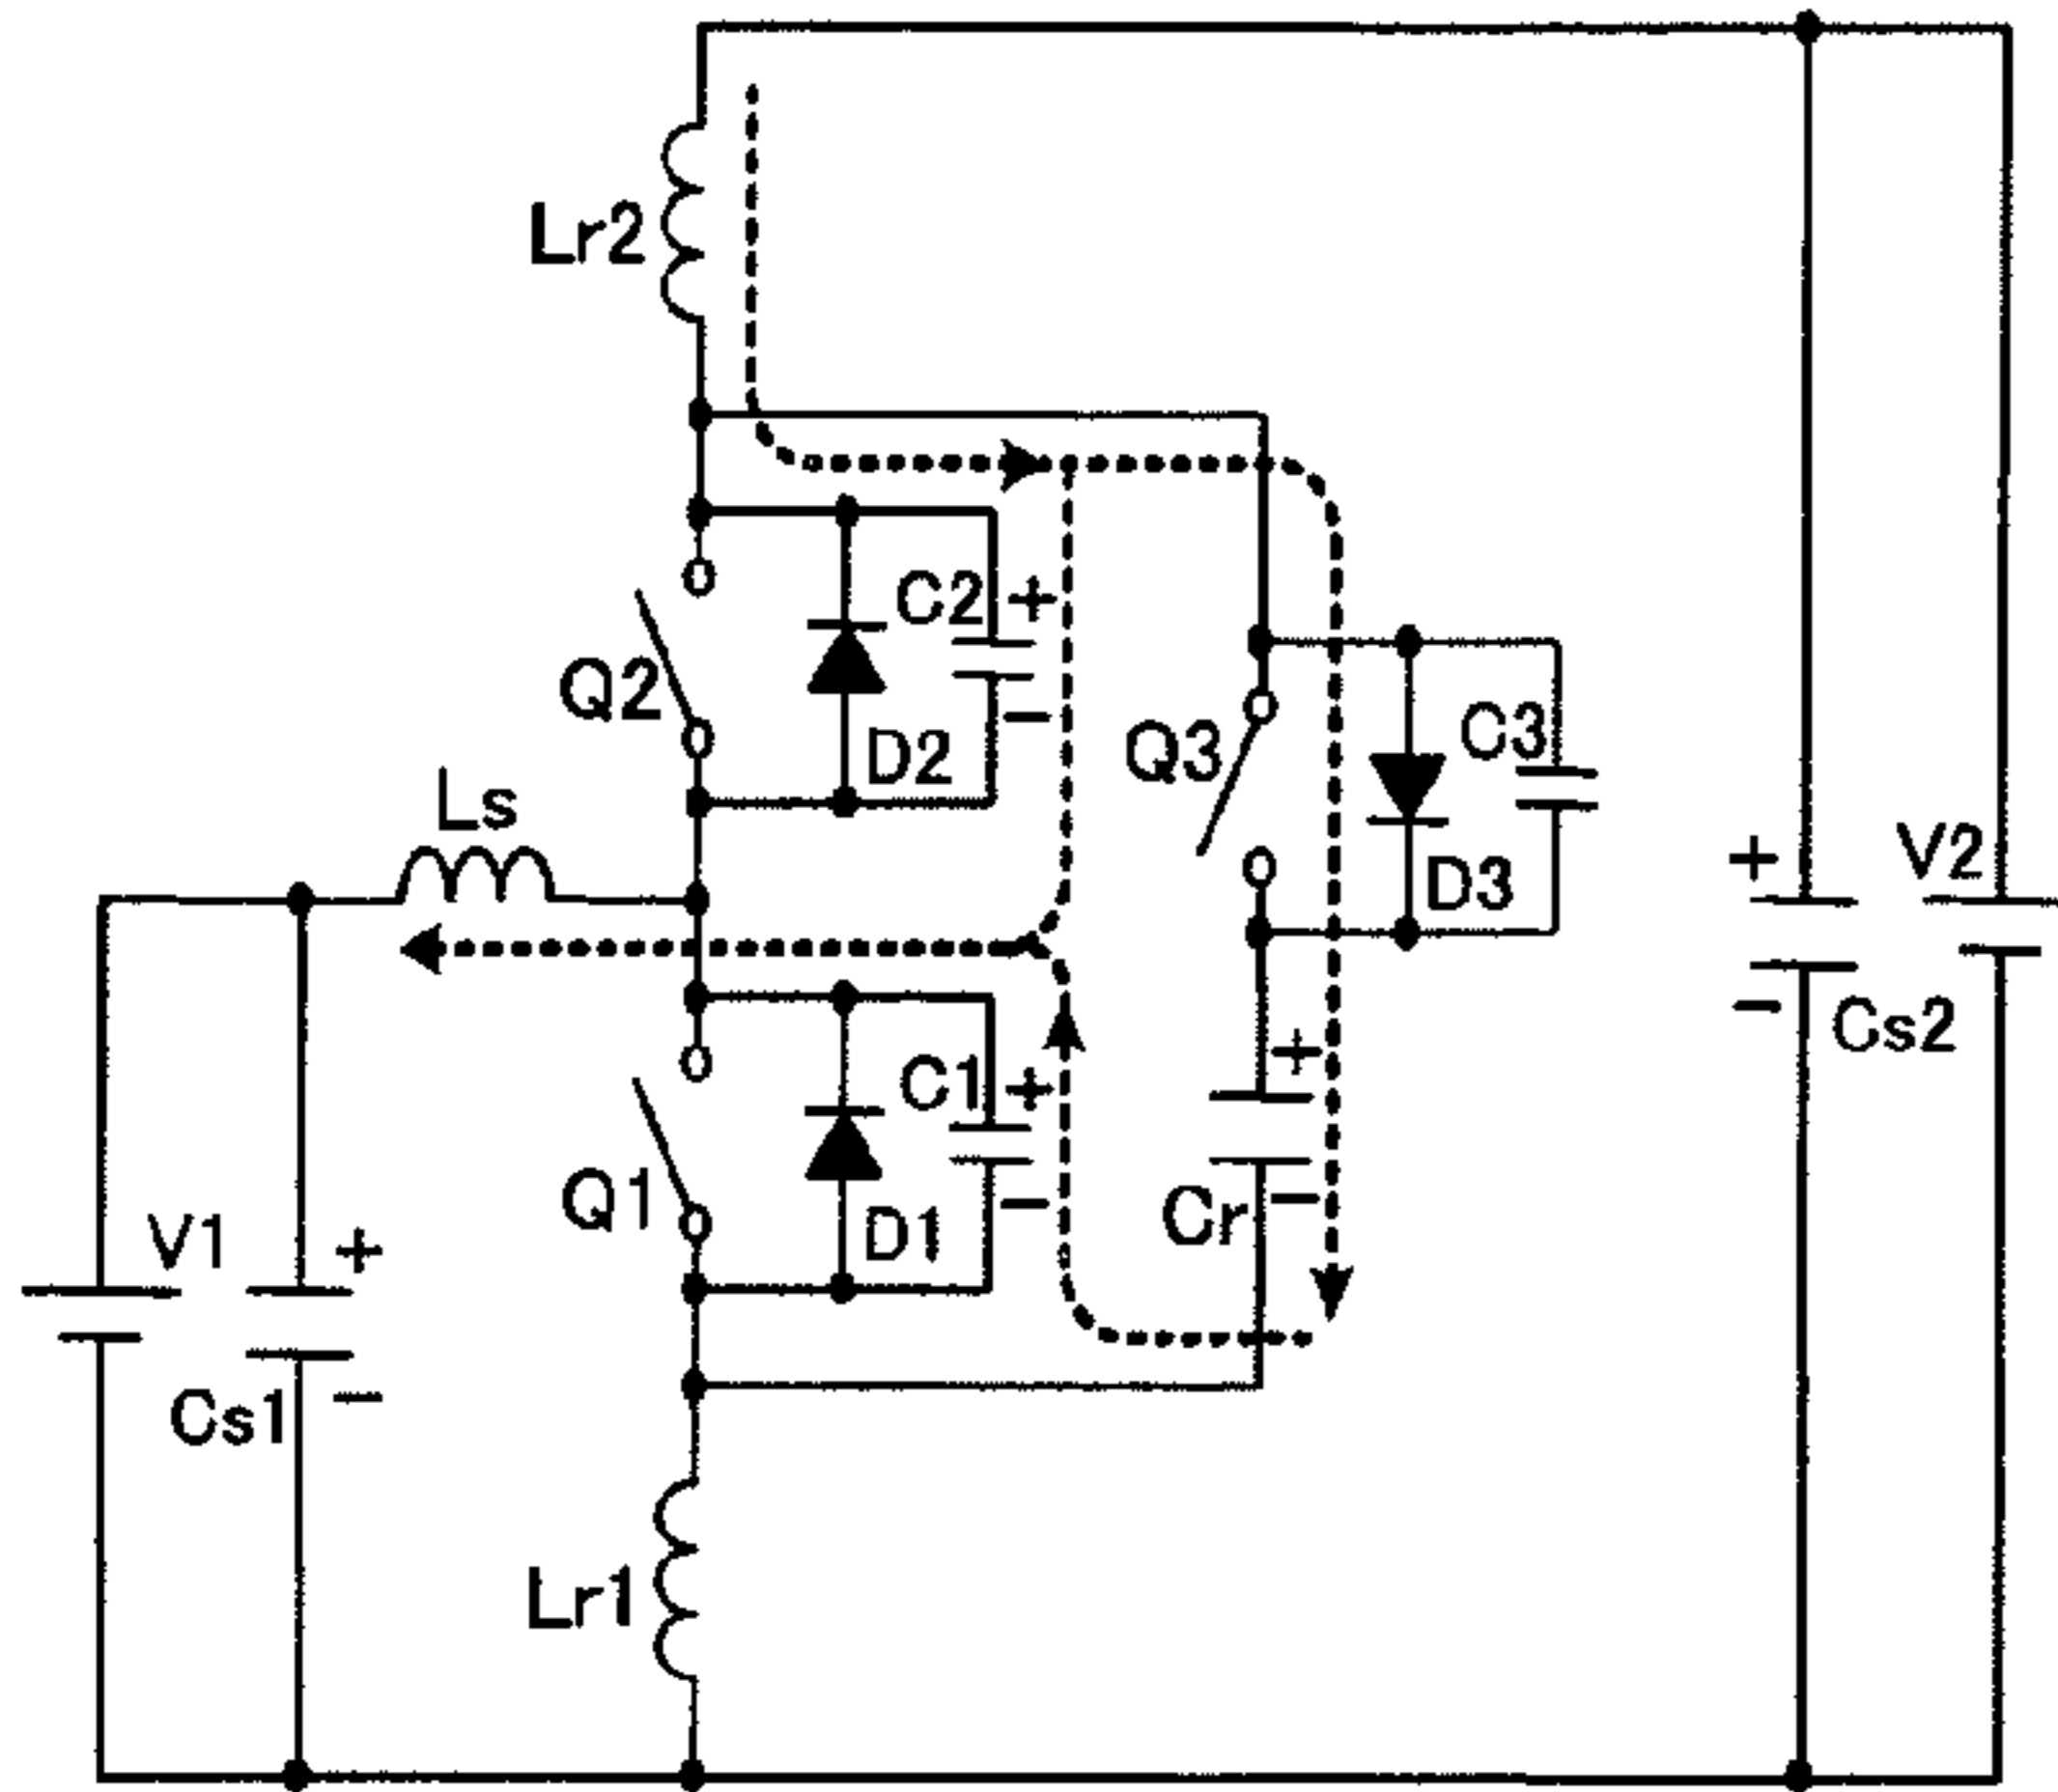 Lr2
C2 +
Q2
−
D2
C3
Q3
Ls
D3
+
V2
−
Cs2
+
C1 +
Q1
−
Cr −
D1
V1
+
Cs1
−
Lr1